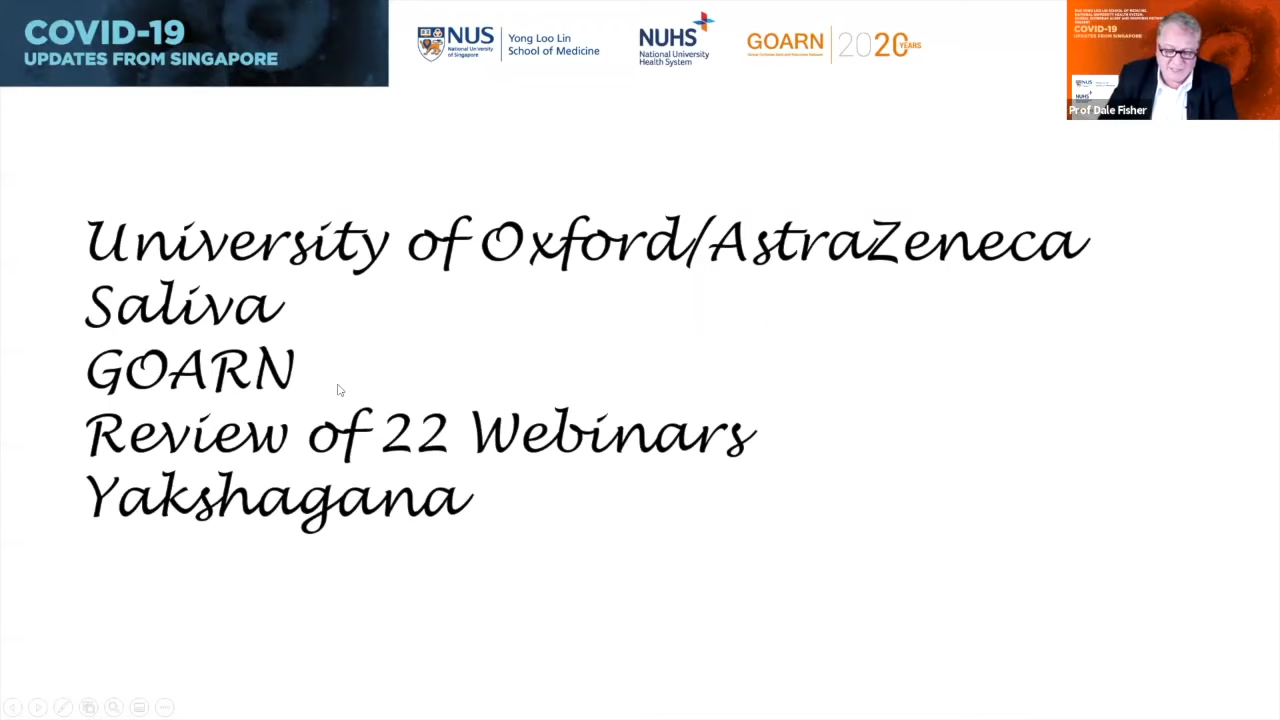 COVID-19
UPDATES FROM SINGAPORE
NUS
National University
of Singapore
Yong Loo Lin
School of Medicine
NUHS
National University
Health System
GOARN
2020 YEARS
COVID-19
UPDATES FROM SINGAPORE
NUS
NUHS
Prof Dale Fisher
University of Oxford/AstraZeneca
Saliva
GOARN
Review of 22 Webinars
Yakshagana